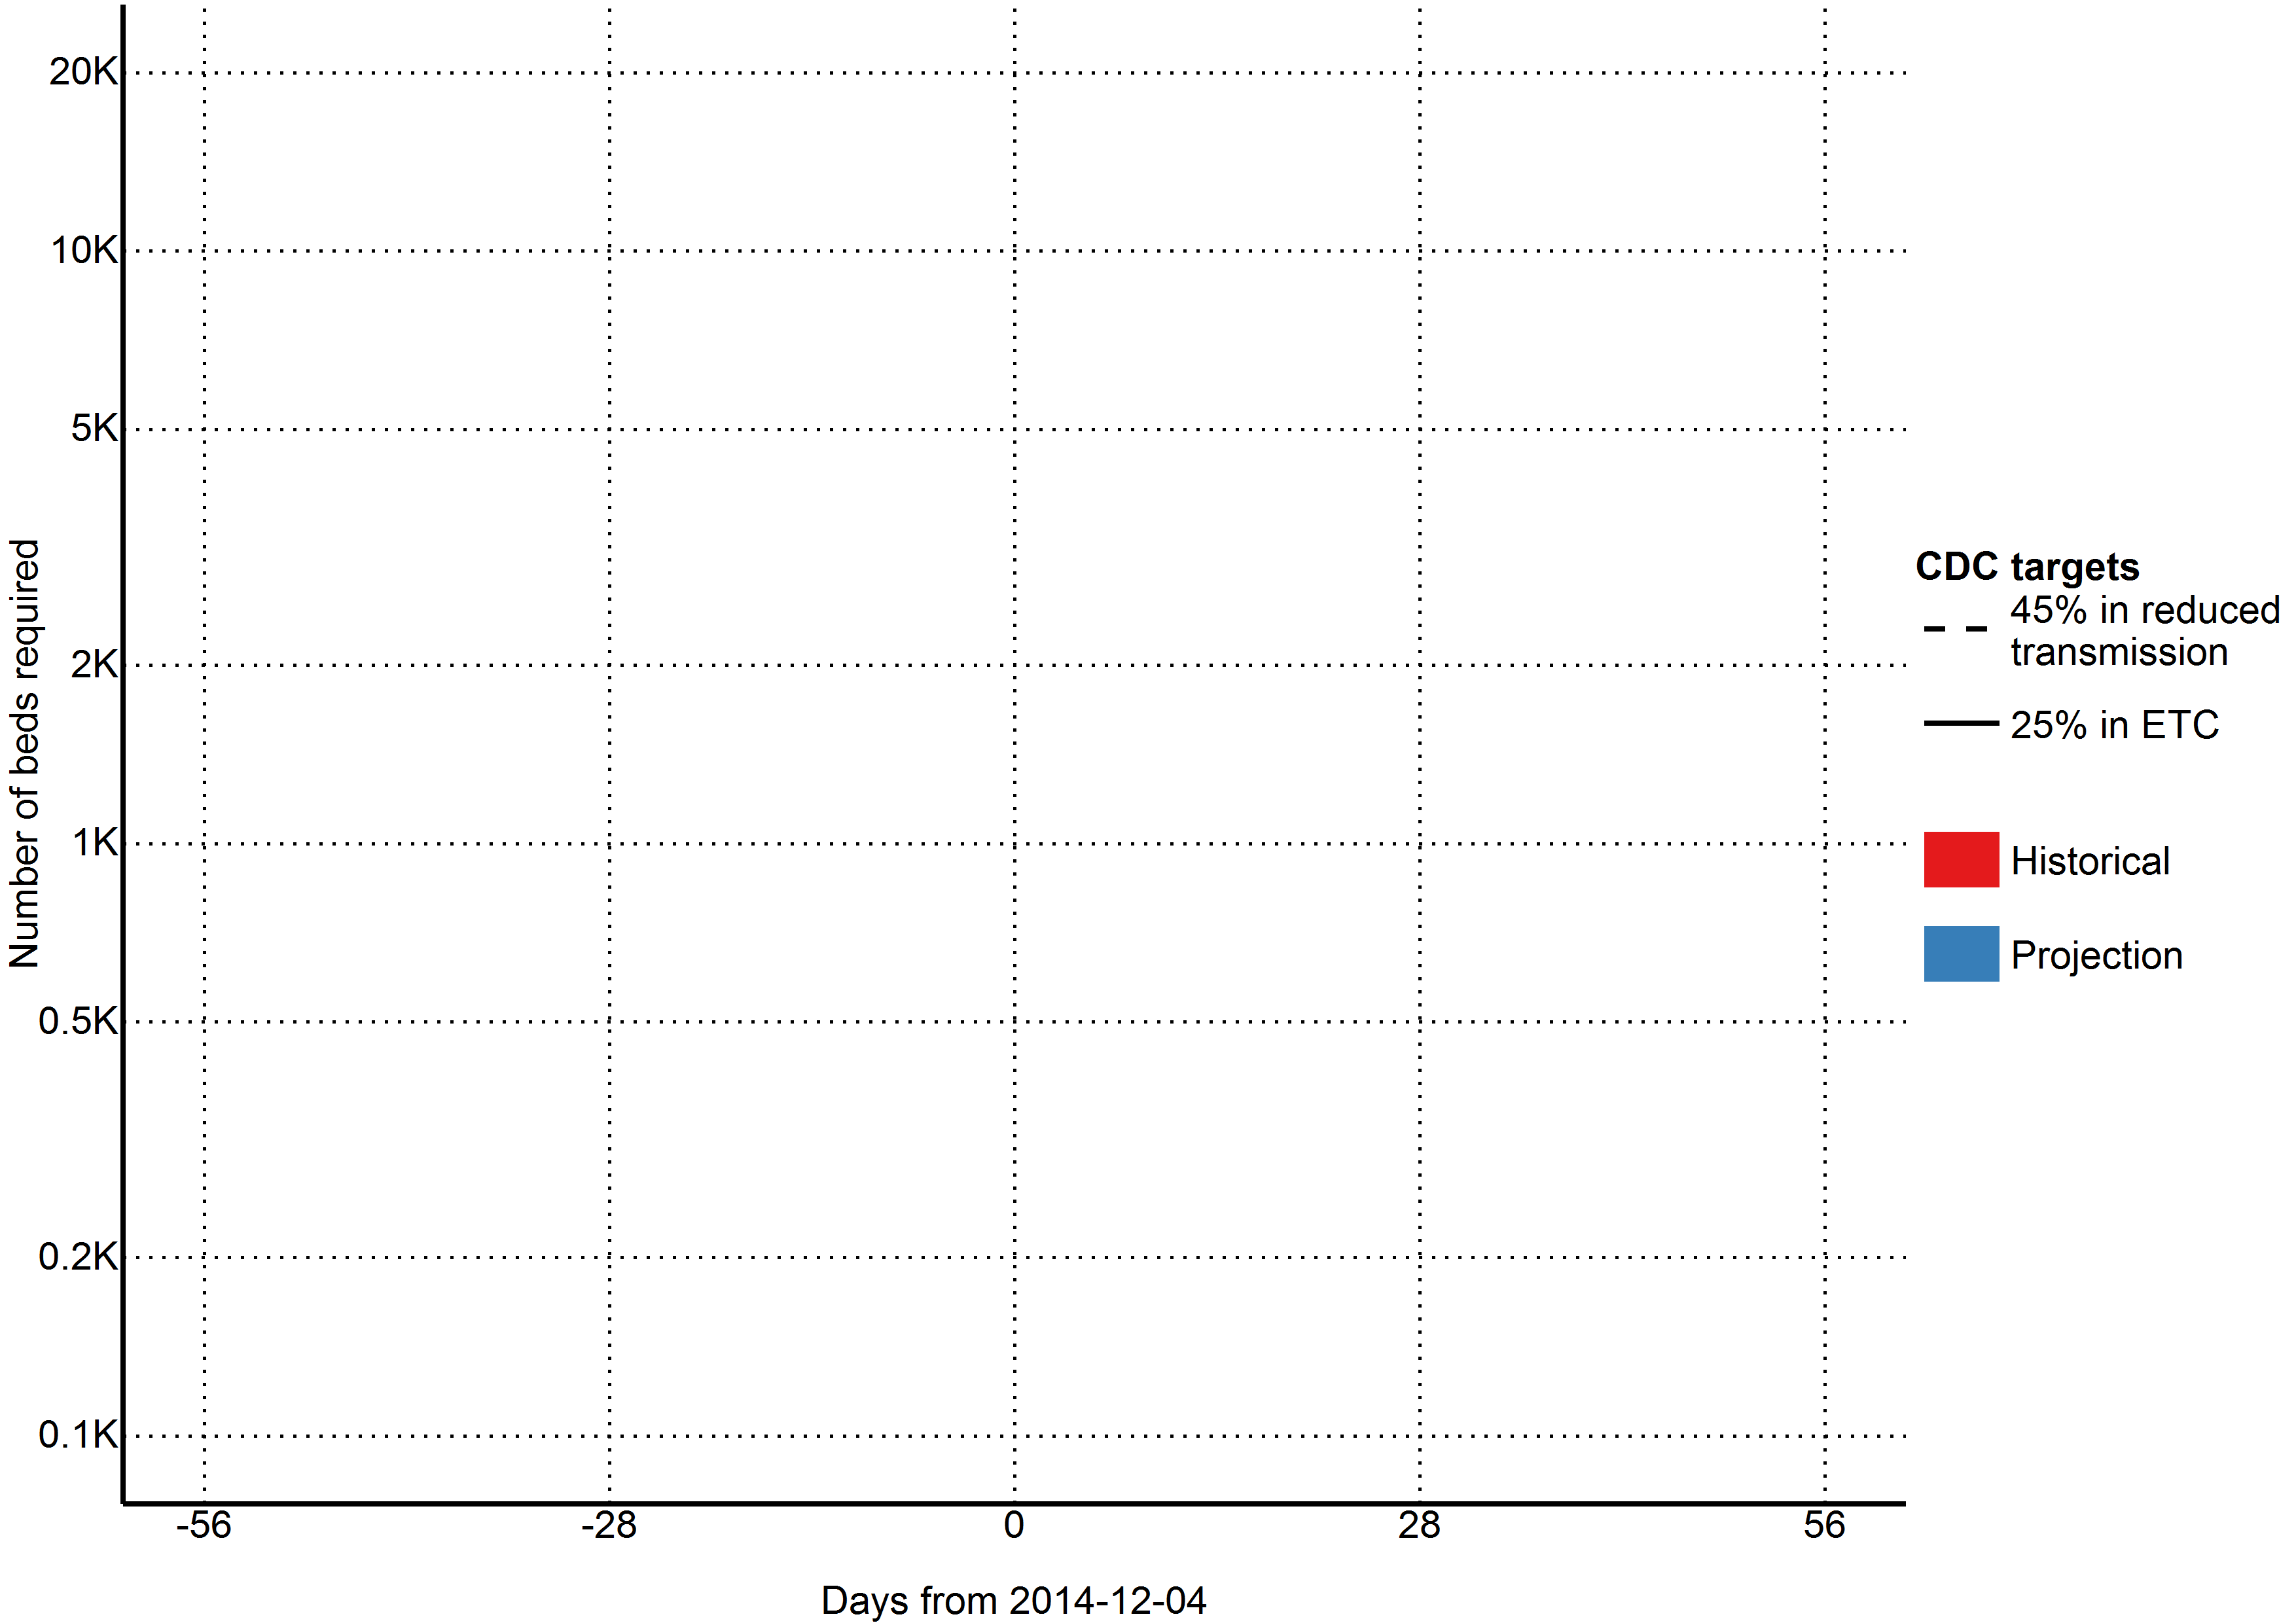 20K
10K
5K
2K
1K
0.5K
0.2K
0.1K
Number of beds required
-56
-28
0
28
56
Days from 2014-12-04
CDC targets
45% in reduced
transmission
25% in ETC
Historical
Projection